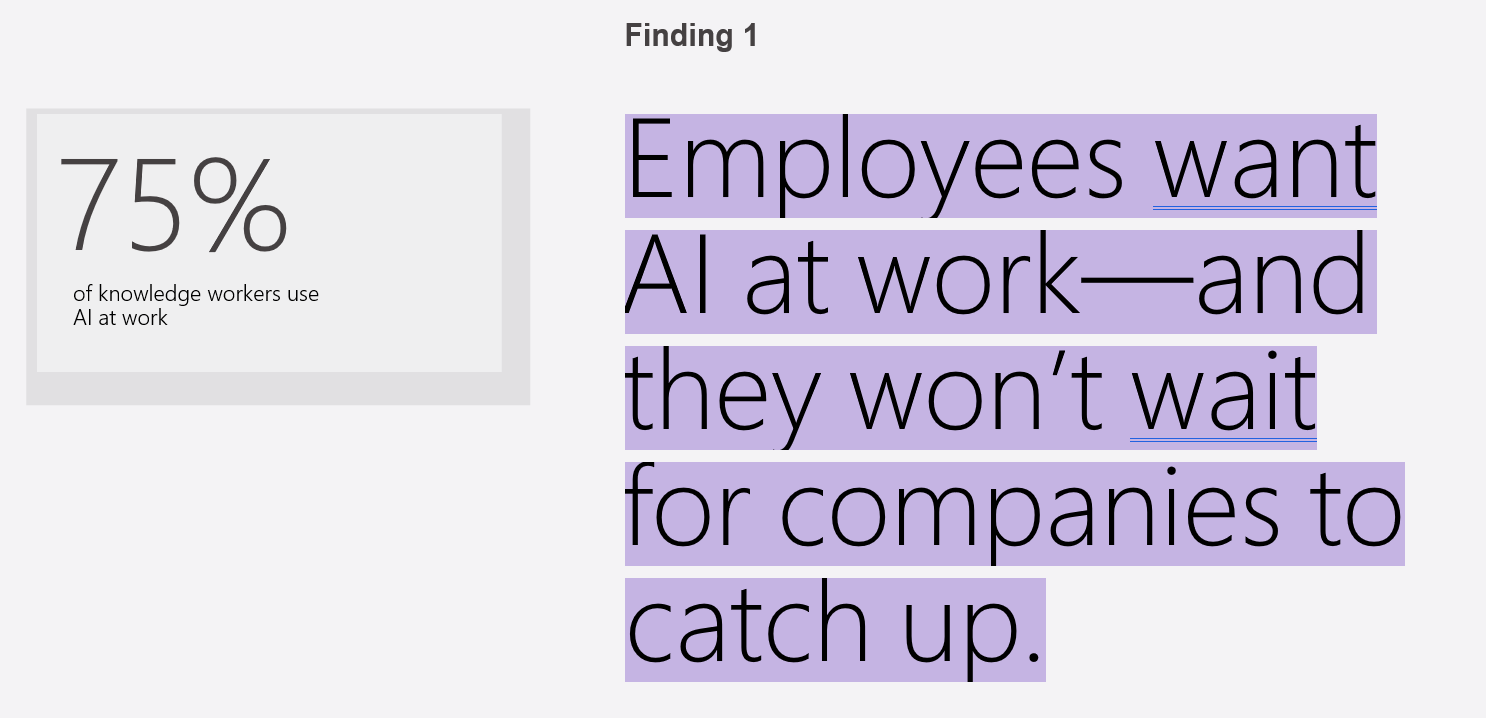 Finding 1
75%
of knowledge workers use
AI at work
Employees want
AI at work—and
they won’t wait
for companies to
catch up.